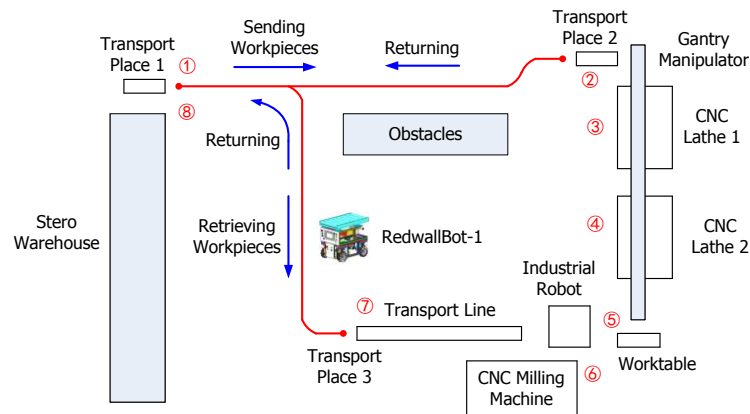 Sending
Workpieces
Returning
Transport
Place 1
①
Transport
Place 2
②
Gantry
Manipulator
⑧
③
CNC
Lathe 1
Obstacles
Returning
Stero
Warehouse
Retrieving
Workpieces
RedwallBot-1
④
CNC
Lathe 2
Industrial
Robot
⑦
Transport Line
⑤
Transport
Place 3
Worktable
CNC Milling
Machine
⑥